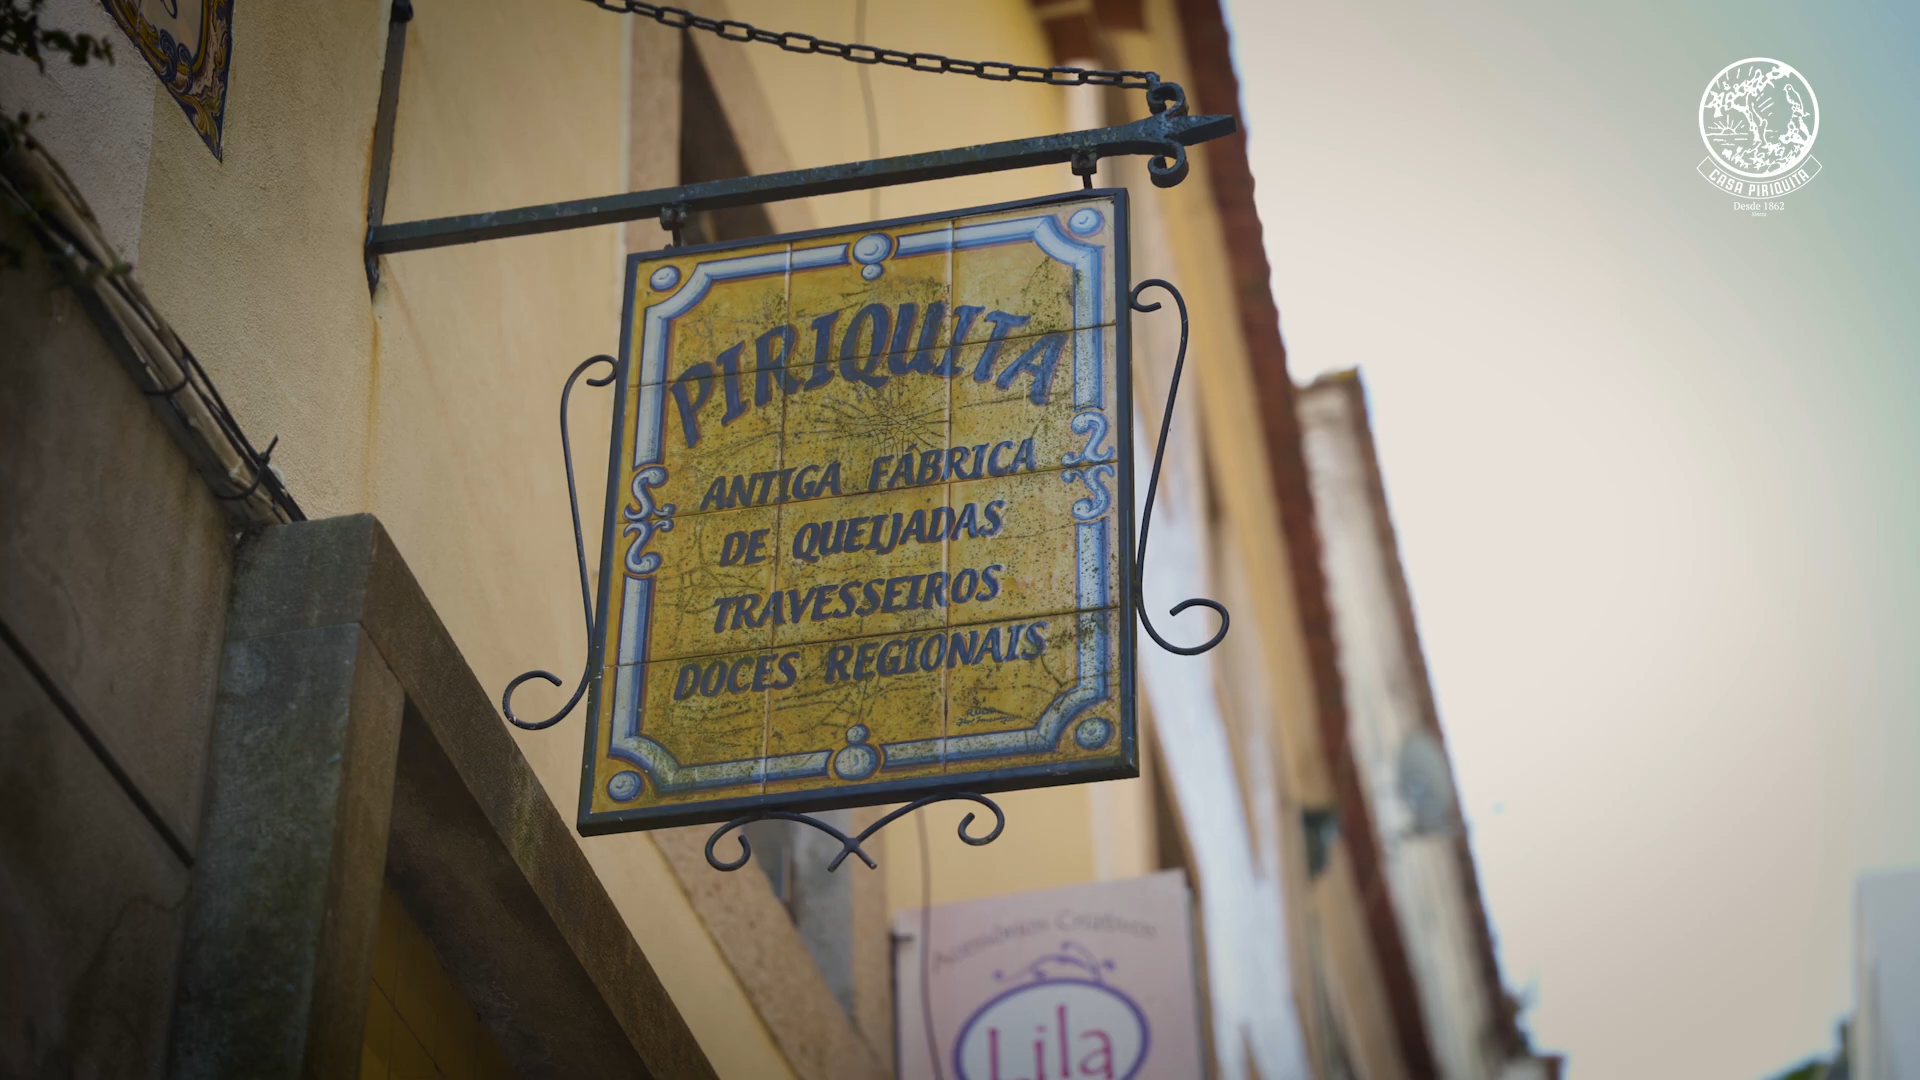 PIRIQUITA
ANTIGA FÁBRICA
DE QUEIJADAS
TRAVESSEIROS
DOCES REGIONAIS
CASA PIRIQUITA
Desde 1862
Acessórios Criativos
Lila